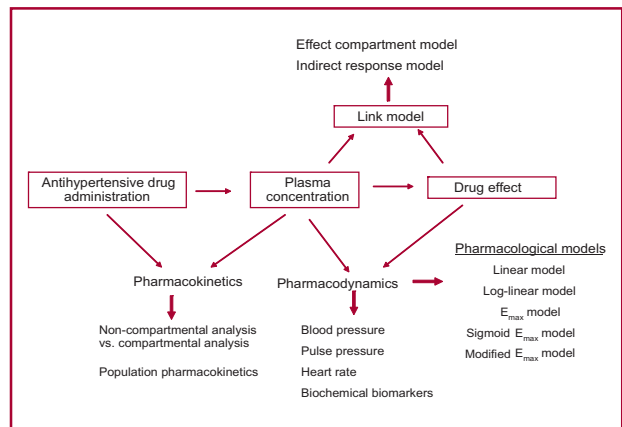 Effect compartment model
Indirect response model
Link model
Antihypertensive drug
administration
Plasma
concentration
Drug effect
Pharmacokinetics
Non-compartmental analysis
vs. compartmental analysis
Population pharmacokinetics
Pharmacodynamics
Blood pressure
Pulse pressure
Heart rate
Biochemical biomarkers
Pharmacological models
Linear model
Log-linear model
Emax model
Sigmoid Emax model
Modified Emax model